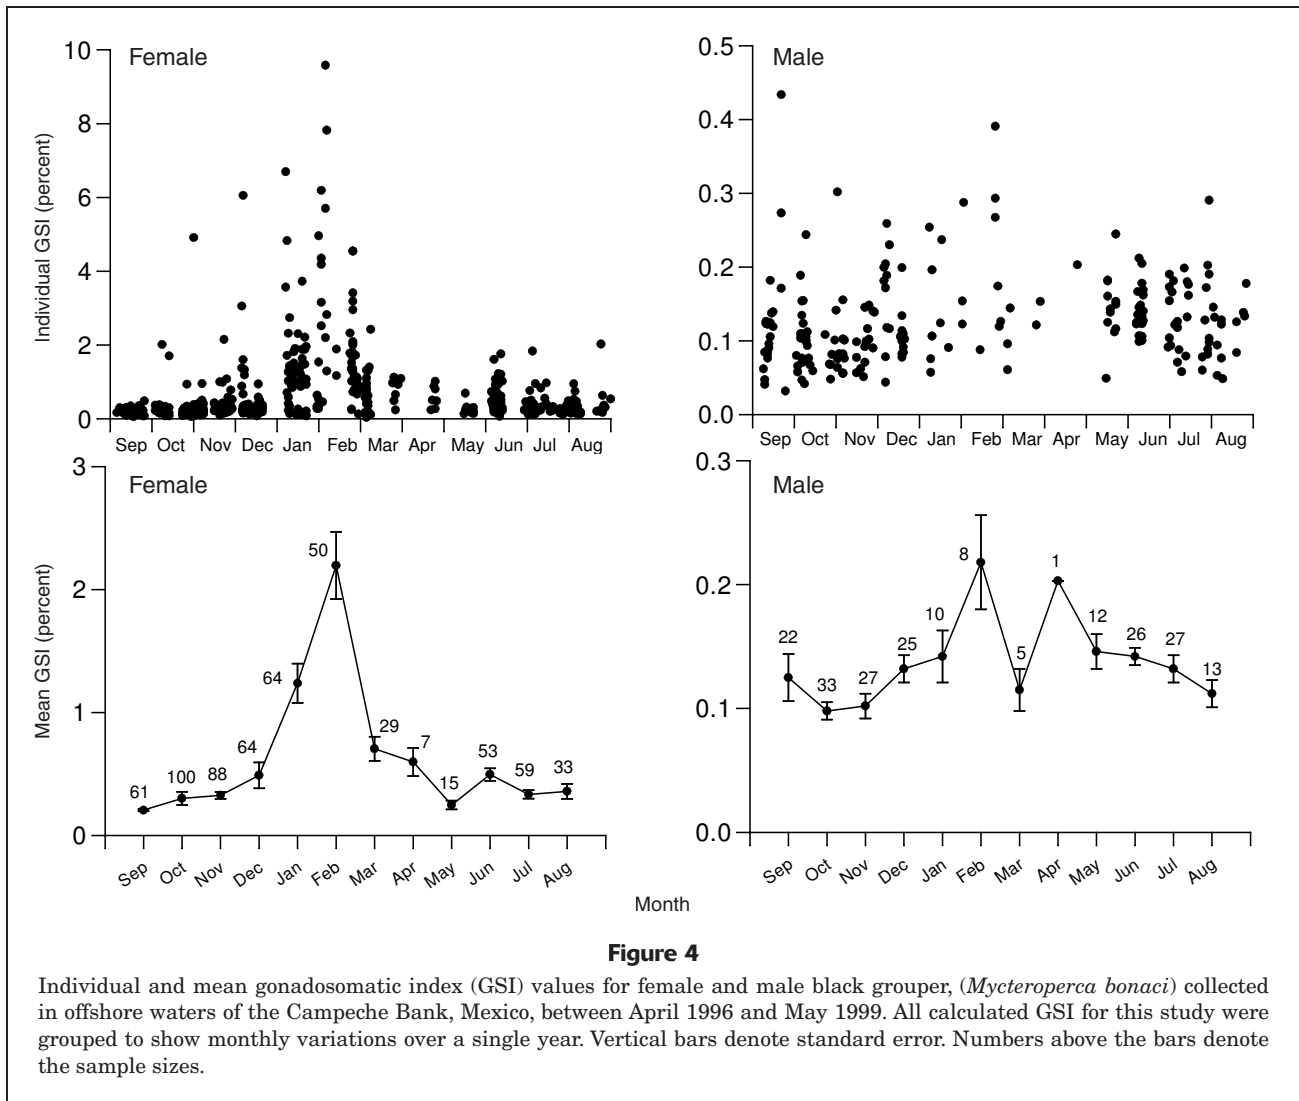 Female
Individual GSI (percent)
10
8
6
4
2
0
Sep Oct Nov Dec Jan Feb Mar Apr May Jun Jul Aug
Male
0.5
0.4
0.3
0.2
0.1
0.0
Sep Oct Nov Dec Jan Feb Mar Apr May Jun Jul Aug
Female
Mean GSI (percent)
3
2
1
0
61 100 88 64 64 50 29 7 15 53 59 33
Sep Oct Nov Dec Jan Feb Mar Apr May Jun Jul Aug
Male
0.3
0.2
0.1
0.0
22 33 27 25 10 8 5 1 12 26 27 13
Sep Oct Nov Dec Jan Feb Mar Apr May Jun Jul Aug
Month
Figure 4
Individual and mean gonadosomatic index (GSI) values for female and male black grouper, (Mycteroperca bonaci) collected
in offshore waters of the Campeche Bank, Mexico, between April 1996 and May 1999. All calculated GSI for this study were
grouped to show monthly variations over a single year. Vertical bars denote standard error. Numbers above the bars denote
the sample sizes.